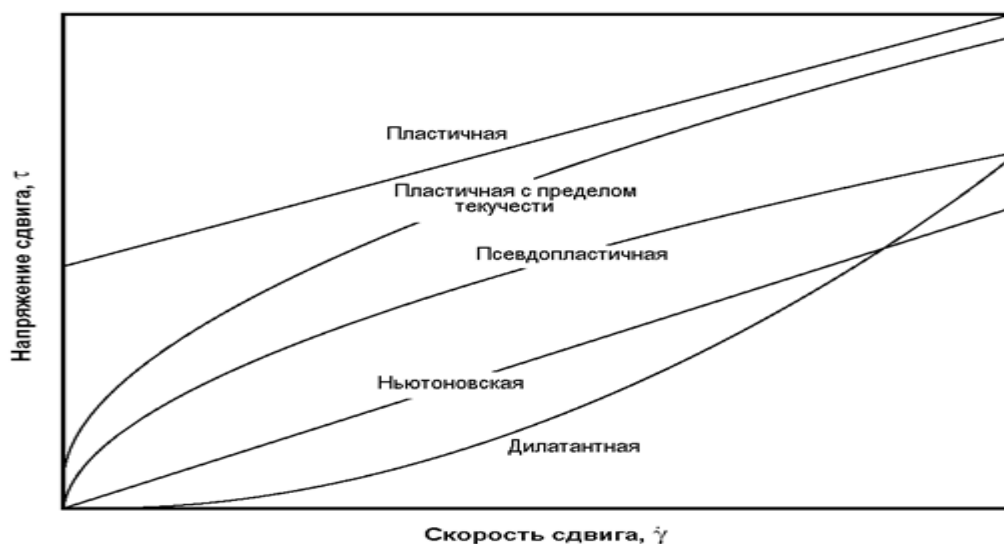 Пластичная
Пластичная с пределом
текучести
Псевдопластичная
Ньютоновская
Дилатантная
Напряжение сдвига, τ
Скорость сдвига, γ̇